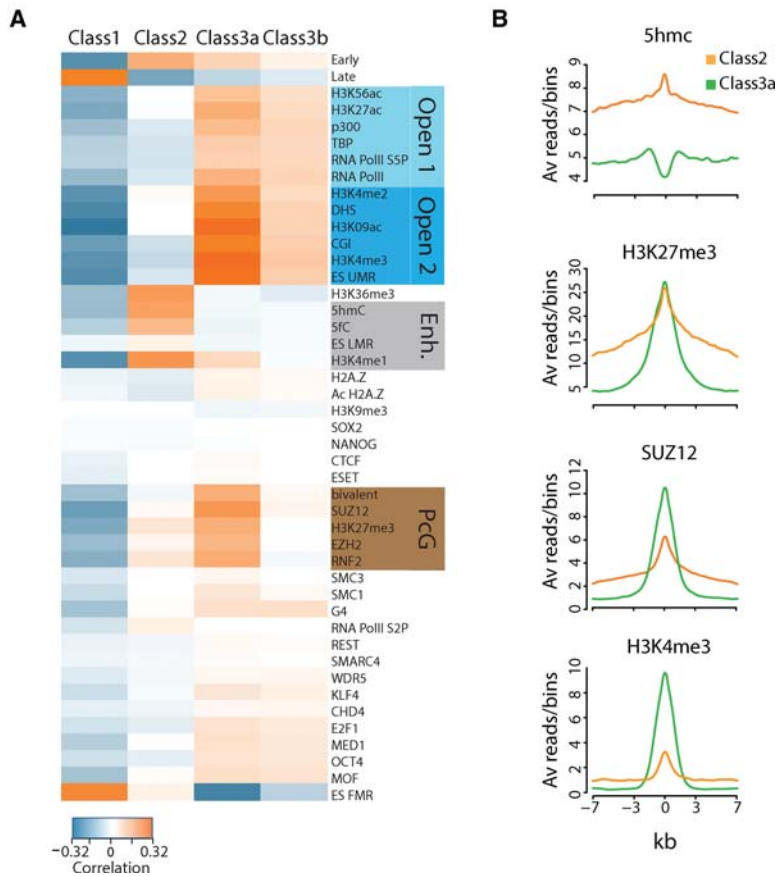 A
Class1 Class2 Class3a Class3b
Early
Late
H3K56ac
H3K27ac
p300
TBP
RNA PolII S5P
RNA PolII
Open 1
H3K4me2
DHS
H3K09ac
CGI
H3K4me3
ES UMR
Open 2
H3K36me3
5hmC
5fC
ES LMR
H3K4me1
Enh.
H2A.Z
Ac H2A.Z
H3K9me3
SOX2
NANOG
CTCF
ESET
bivalent
SUZ12
H3K27me3
EZH2
RNF2
PcG
SMC3
SMC1
G4
RNA PolII S2P
REST
SMARC4
WDR5
KLF4
CHD4
E2F1
MED1
OCT4
MOF
ES FMR
-0.32 0 0.32
Correlation
B
5hmc
Class2
Class3a
Av reads/bins
4 5 6 7 8 9
H3K27me3
Av reads/bins
5 10 15 20 25 30
SUZ12
Av reads/bins
0 2 4 6 8 10 12
H3K4me3
Av reads/bins
0 2 4 6 8 10
−7 −3 0 3 7
kb